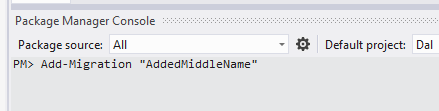 Package Manager Console
Package source: All Default project: Dal
PM> Add-Migration "AddedMiddleName"